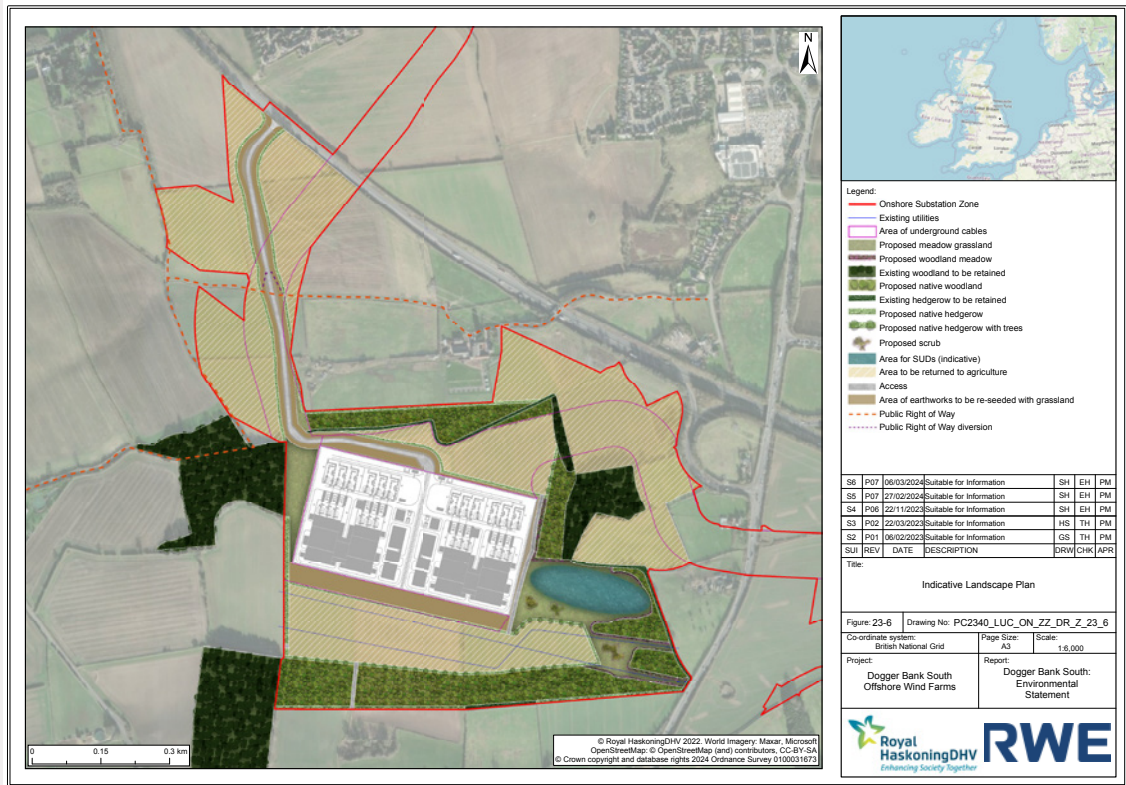 N
0 0.15 0.3 km
© Royal HaskoningDHV 2022. World Imagery: Maxar, Microsoft
OpenStreetMap: © OpenStreetMap (and) contributors, CC-BY-SA
© Crown copyright and database rights 2024 Ordnance Survey 0100031673
Legend:
Onshore Substation Zone
Existing utilities
Area of underground cables
Proposed meadow grassland
Proposed woodland meadow
Existing woodland to be retained
Proposed native woodland
Existing hedgerow to be retained
Proposed native hedgerow
Proposed native hedgerow with trees
Proposed scrub
Area for SUDs (indicative)
Area to be returned to agriculture
Access
Area of earthworks to be re-seeded with grassland
Public Right of Way
Public Right of Way diversion
S6 P07 06/03/2024 Suitable for Information SH EH PM
S5 P07 27/02/2024 Suitable for Information SH EH PM
S4 P06 22/11/2023 Suitable for Information SH EH PM
S3 P02 22/03/2023 Suitable for Information HS TH PM
S2 P01 06/02/2023 Suitable for Information GS TH PM
SUI REV DATE DESCRIPTION DRW CHK APR
Title:
Indicative Landscape Plan
Figure: 23-6 Drawing No: PC2340_LUC_ON_ZZ_DR_Z_23_6
Co-ordinate system: Page Size: Scale:
British National Grid A3 1:6,000
Project: Report:
Dogger Bank South Dogger Bank South:
Offshore Wind Farms Environmental
Statement
Royal
HaskoningDHV
Enhancing Society Together
RWE